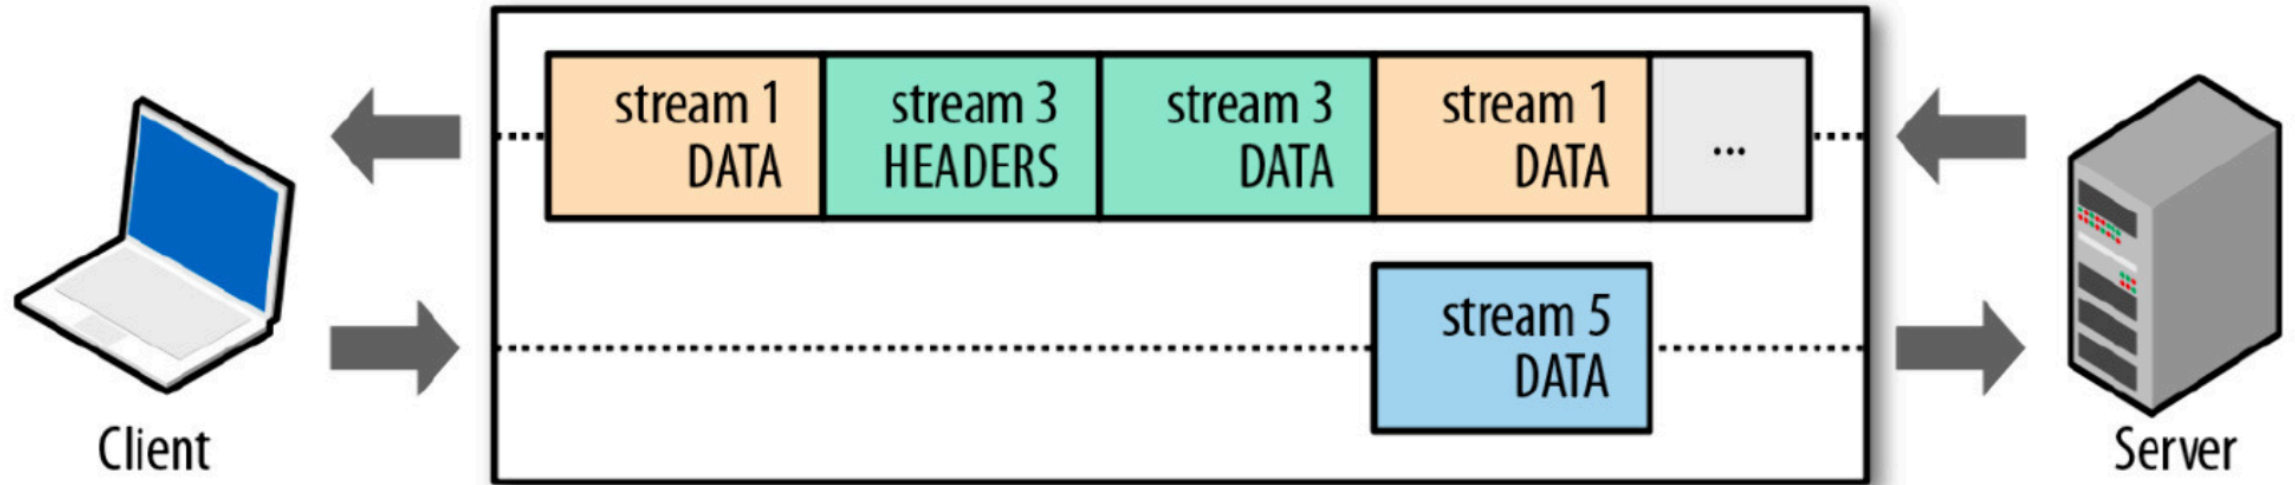 stream 1
DATA
stream 3
HEADERS
stream 3
DATA
stream 1
DATA
...
stream 5
DATA
Client
Server